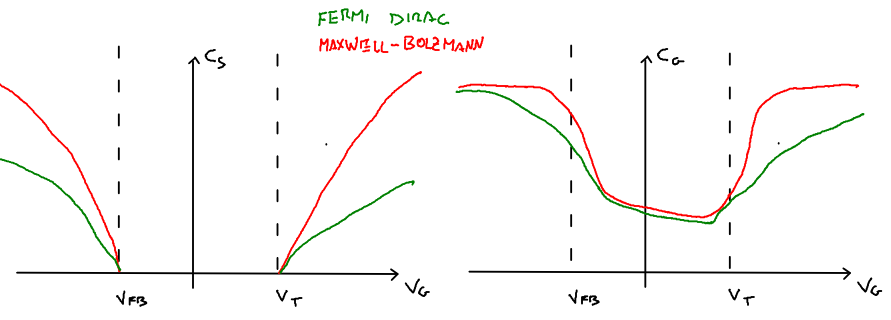 FERMI DIRAC
MAXWELL-BOLZMANN
CS
CG
VFB
VT
VG
VFB
VT
VG